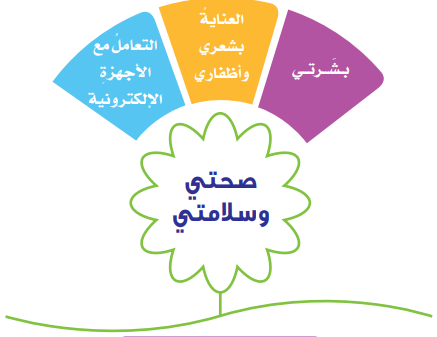 بشَرتي
العنايةُ
بشعري
وأظفاري
التعاملُ مع
الأجهزةِ
الإلكترونية
صحتي
وسلامتي